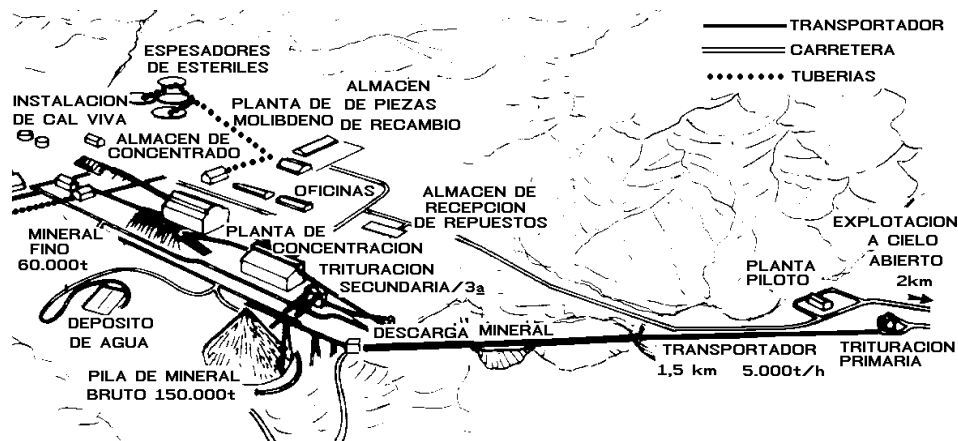 TRANSPORTADOR
CARRETERA
TUBERIAS
ESPESADORES
DE ESTERILES
INSTALACION
DE CAL VIVA
ALMACEN DE
CONCENTRADO
PLANTA DE
MOLIBDENO
ALMACEN
DE PIEZAS
DE RECAMBIO
OFICINAS
ALMACEN DE
RECEPCION
DE REPUESTOS
EXPLOTACION
A CIELO
ABIERTO
2km
PLANTA
PILOTO
MINERAL
FINO
60.000t
PLANTA DE
CONCENTRACION
TRITURACION
SECUNDARIA/3a
DEPOSITO
DE AGUA
DESCARGA MINERAL
TRANSPORTADOR
1,5 km 5.000t/h
TRITURACION
PRIMARIA
PILA DE MINERAL
BRUTO 150.000t